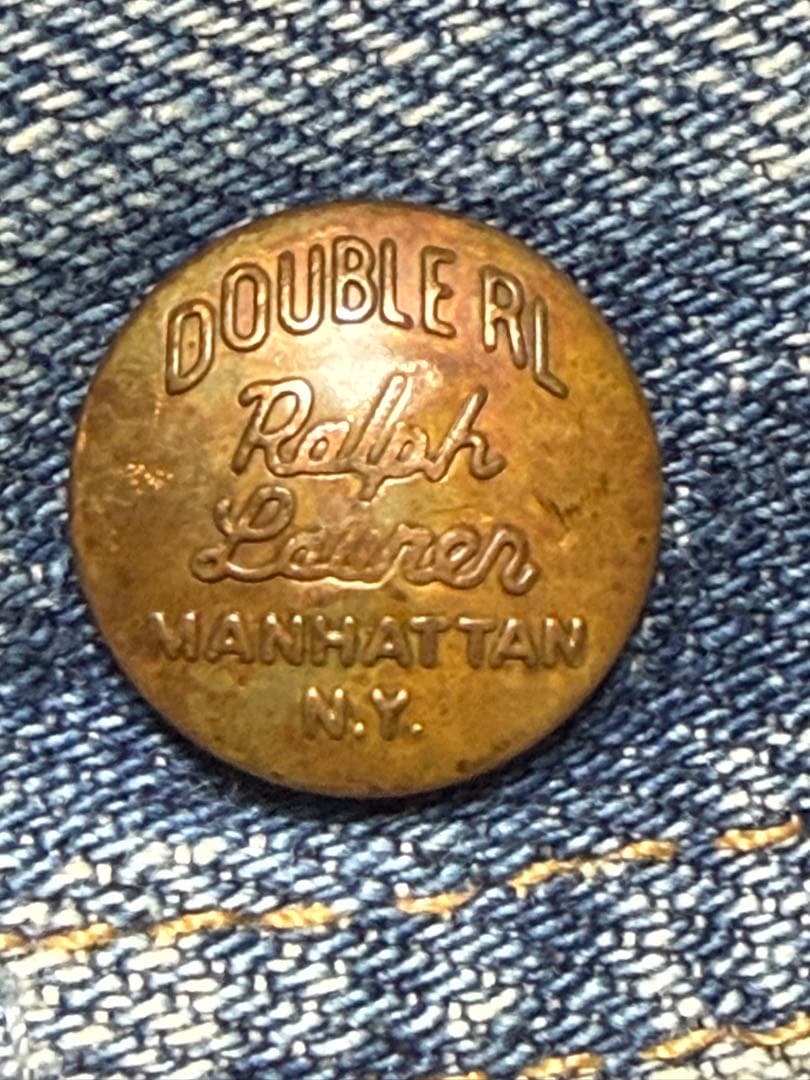 DOUBLE RL
Ralph
Lauren
MANHATTAN
N.Y.